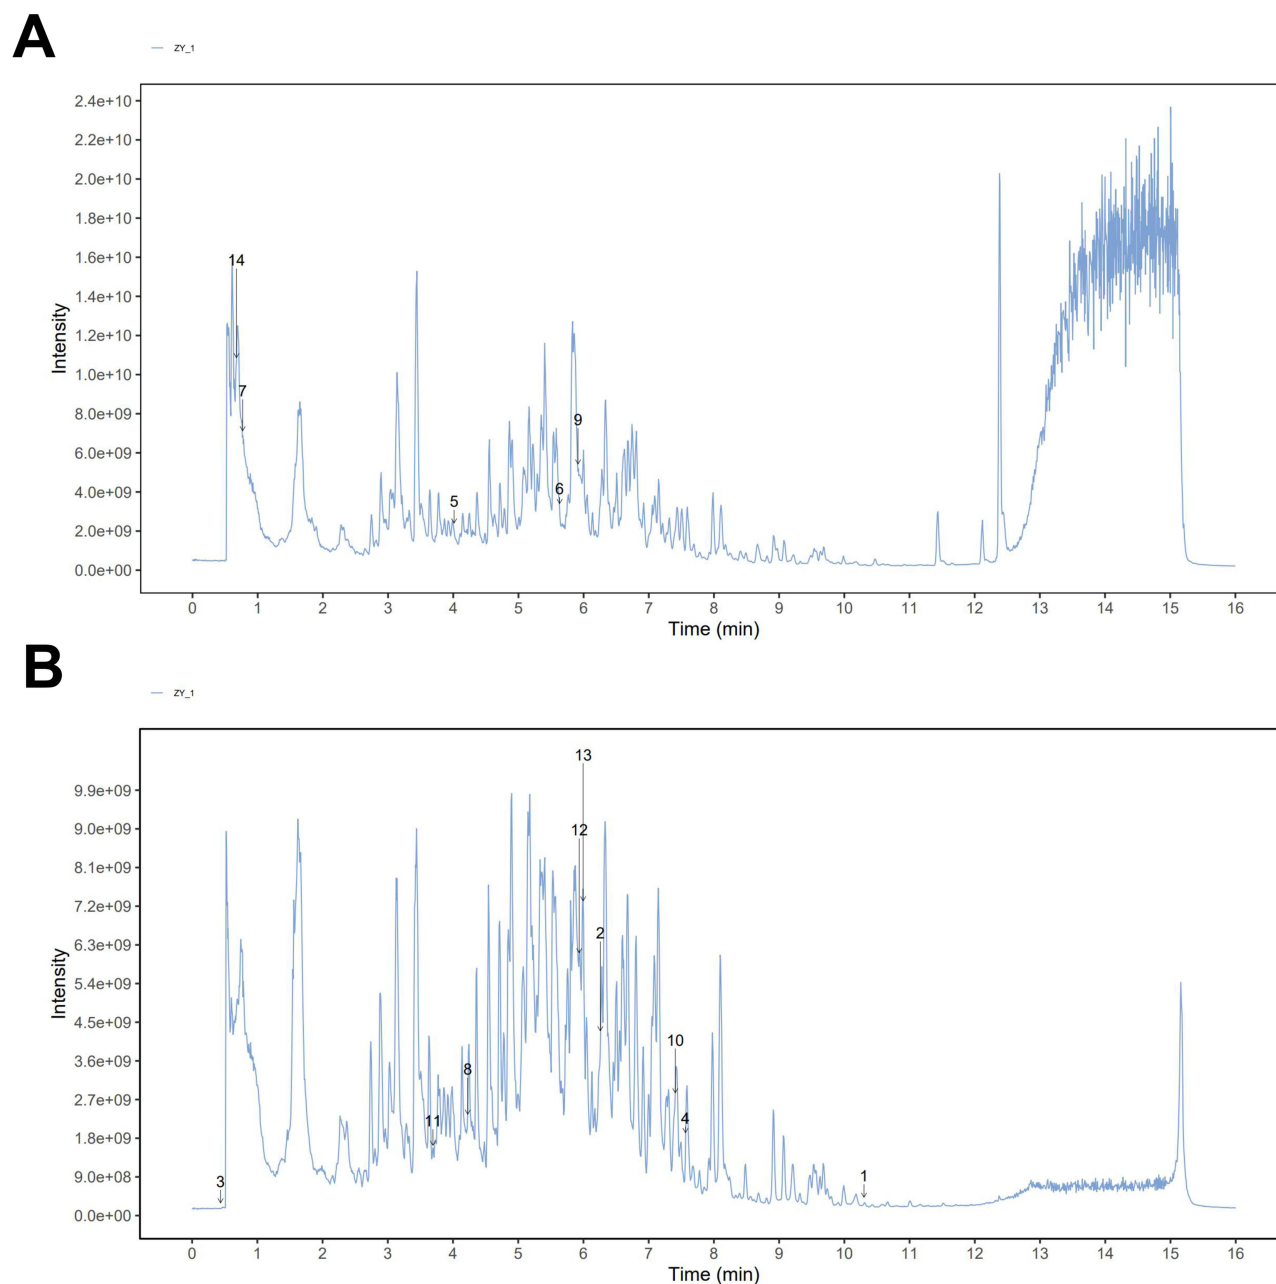 A
ZY_1
2.4e+10
2.2e+10
2.0e+10
1.8e+10
1.6e+10
1.4e+10
1.2e+10
1.0e+10
8.0e+09
6.0e+09
4.0e+09
2.0e+09
0.0e+00
Intensity
14
7
5
6
9
0 1 2 3 4 5 6 7 8 9 10 11 12 13 14 15 16
Time (min)
B
ZY_1
9.9e+09
9.0e+09
8.1e+09
7.2e+09
6.3e+09
5.4e+09
4.5e+09
3.6e+09
2.7e+09
1.8e+09
9.0e+08
0.0e+00
Intensity
13
12
2
10
8
11
4
3
1
0 1 2 3 4 5 6 7 8 9 10 11 12 13 14 15 16
Time (min)